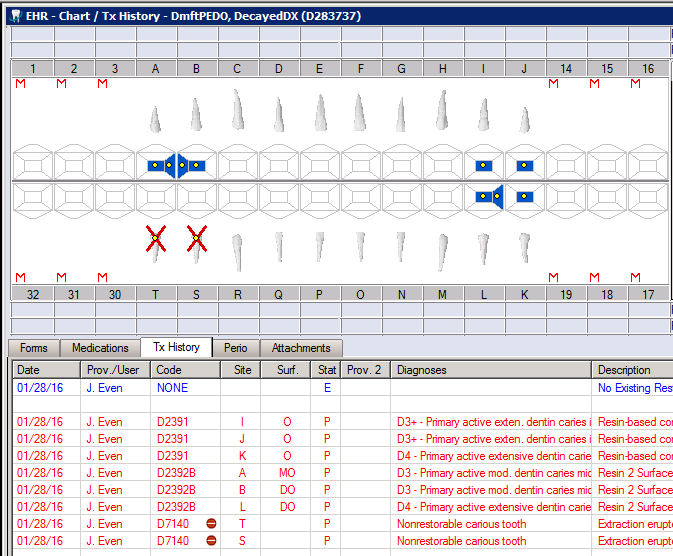 EHR - Chart / Tx History - DmftPEDO, DecayedDX (D283737)
1 2 3 A B C D E F G H I J 14 15 16
M M M M M M
M M M M M M
32 31 30 T S R Q P O N M L K 19 18 17
Forms Medications Tx History Perio Attachments
Date Prov./User Code Site Surf. Stat Prov. 2 Diagnoses Description
01/28/16 J. Even NONE E No Existing Res
01/28/16 J. Even D2391 I O P D3+ - Primary active exten. dentin caries i Resin-based co
01/28/16 J. Even D2391 J O P D3+ - Primary active exten. dentin caries i Resin-based co
01/28/16 J. Even D2391 K O P D4 - Primary active extensive dentin caries Resin-based co
01/28/16 J. Even D2392B A MO P D3 - Primary active mod. dentin caries mic Resin 2 Surface
01/28/16 J. Even D2392B B DO P D3 - Primary active mod. dentin caries mic Resin 2 Surface
01/28/16 J. Even D2392B L DO P D4 - Primary active extensive dentin caries Resin 2 Surface
01/28/16 J. Even D7140 T P Nonrestorable carious tooth Extraction erupte
01/28/16 J. Even D7140 S P Nonrestorable carious tooth Extraction erupte